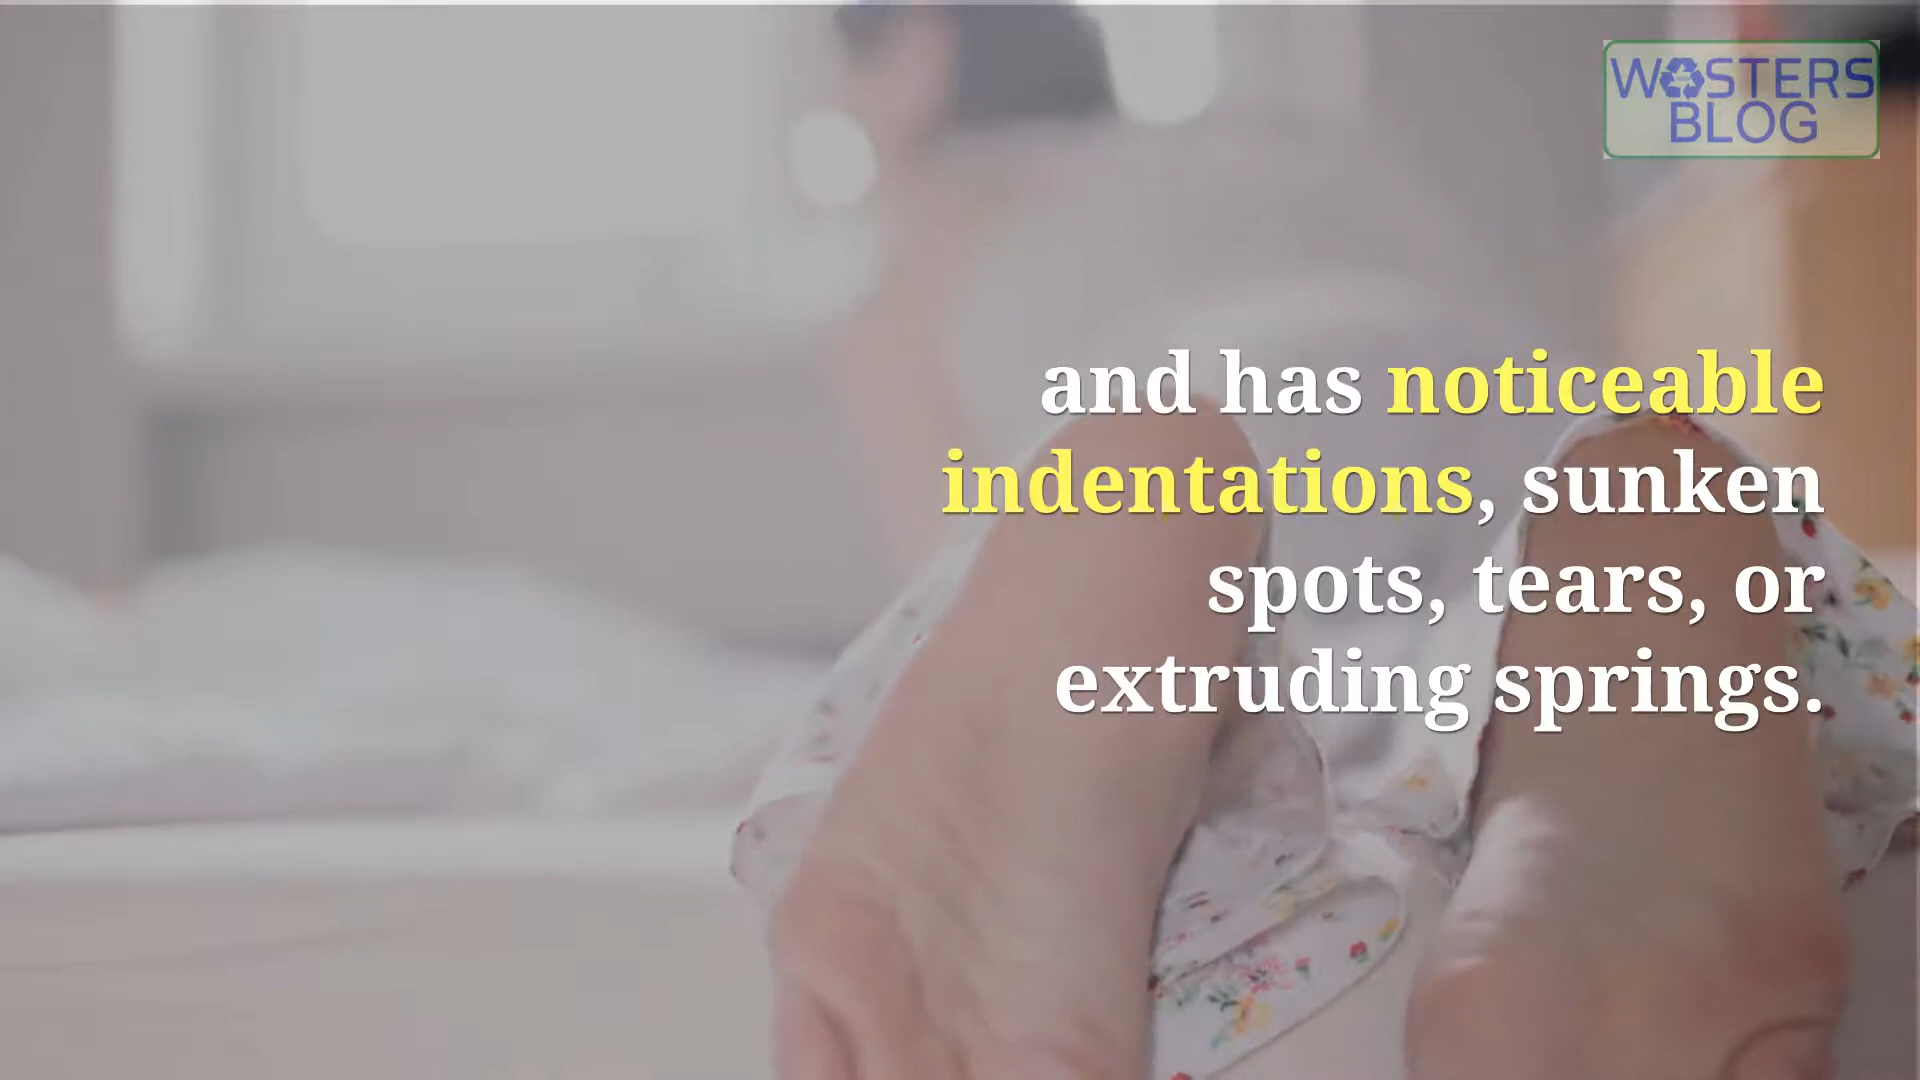 WASTERS
BLOG
and has noticeable
indentations, sunken
spots, tears, or
extruding springs.